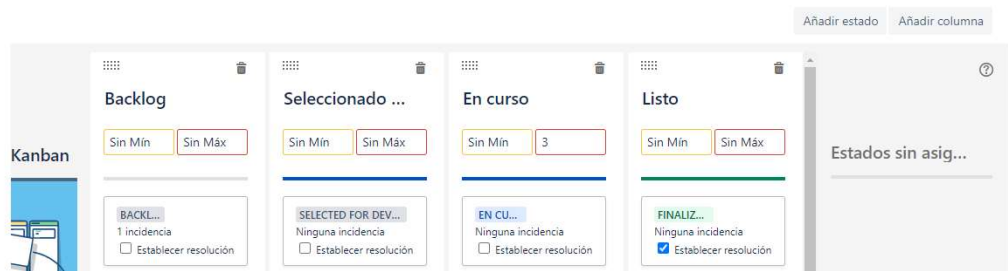 Añadir estado Añadir columna
Backlog Seleccionado ... En curso Listo
Kanban Sin Mín Sin Máx Sin Mín Sin Máx Sin Mín 3 Sin Mín Sin Máx Estados sin asig...
BACKL... SELECTED FOR DEV... EN CU... FINALIZ...
1 incidencia Ninguna incidencia Ninguna incidencia Ninguna incidencia
Establecer resolución Establecer resolución Establecer resolución Establecer resolución